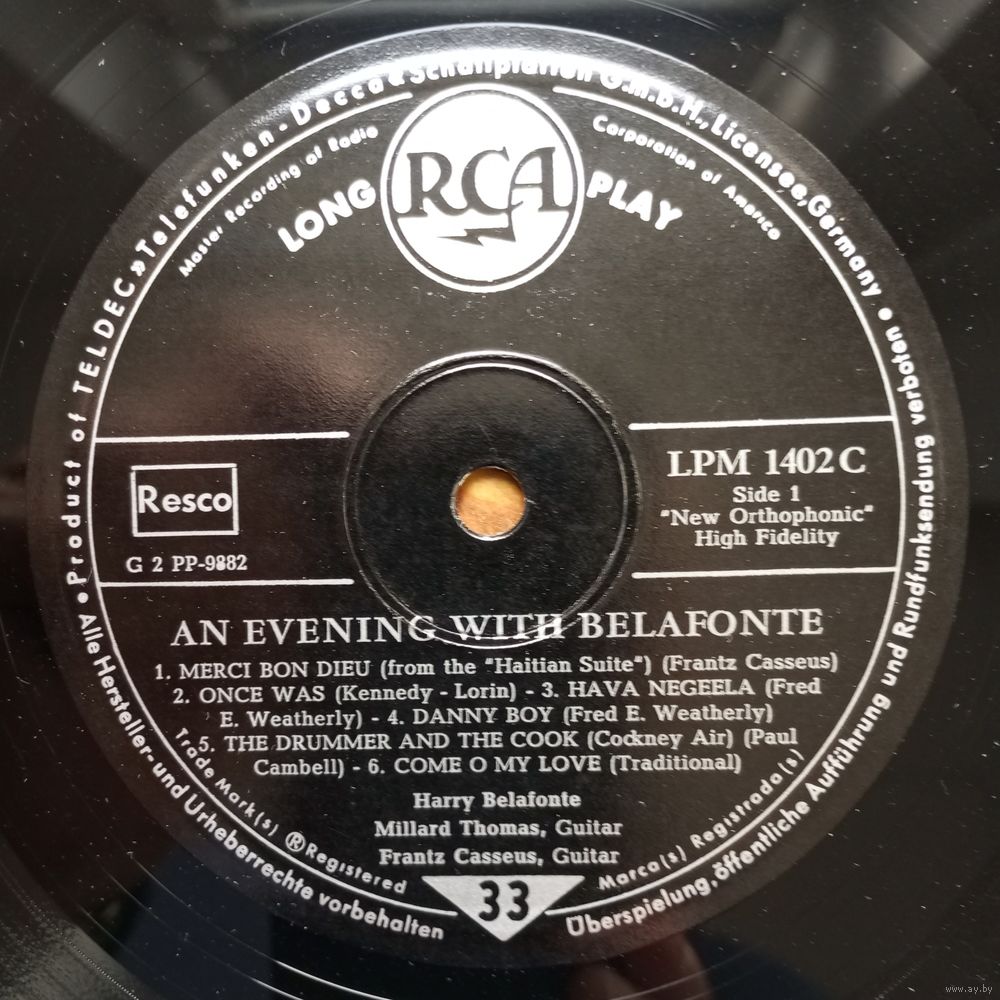 • Product of TELDEC »Telefunken - Decca« Schallplatten G.m.b.H., Licensee, Germany •
Master Recording of Radio Corporation of America
LONG PLAY
RCA
Resco
G 2 PP-9882
LPM 1402 C
Side 1
"New Orthophonic"
High Fidelity
AN EVENING WITH BELAFONTE
1. MERCI BON DIEU (from the "Haitian Suite") (Frantz Casseus)
2. ONCE WAS (Kennedy - Lorin) - 3. HAVA NEGEELA (Fred
E. Weatherly) - 4. DANNY BOY (Fred E. Weatherly)
5. THE DRUMMER AND THE COOK (Cockney Air) (Paul
Cambell) - 6. COME O MY LOVE (Traditional)
Harry Belafonte
Millard Thomas, Guitar
Frantz Casseus, Guitar
Trade Mark(s) ® Registered
Marca(s) Registrada(s)
33
Alle Hersteller- und Urheberrechte vorbehalten
Überspielung, öffentliche Aufführung und Rundfunksendung verboten
www.ay.by